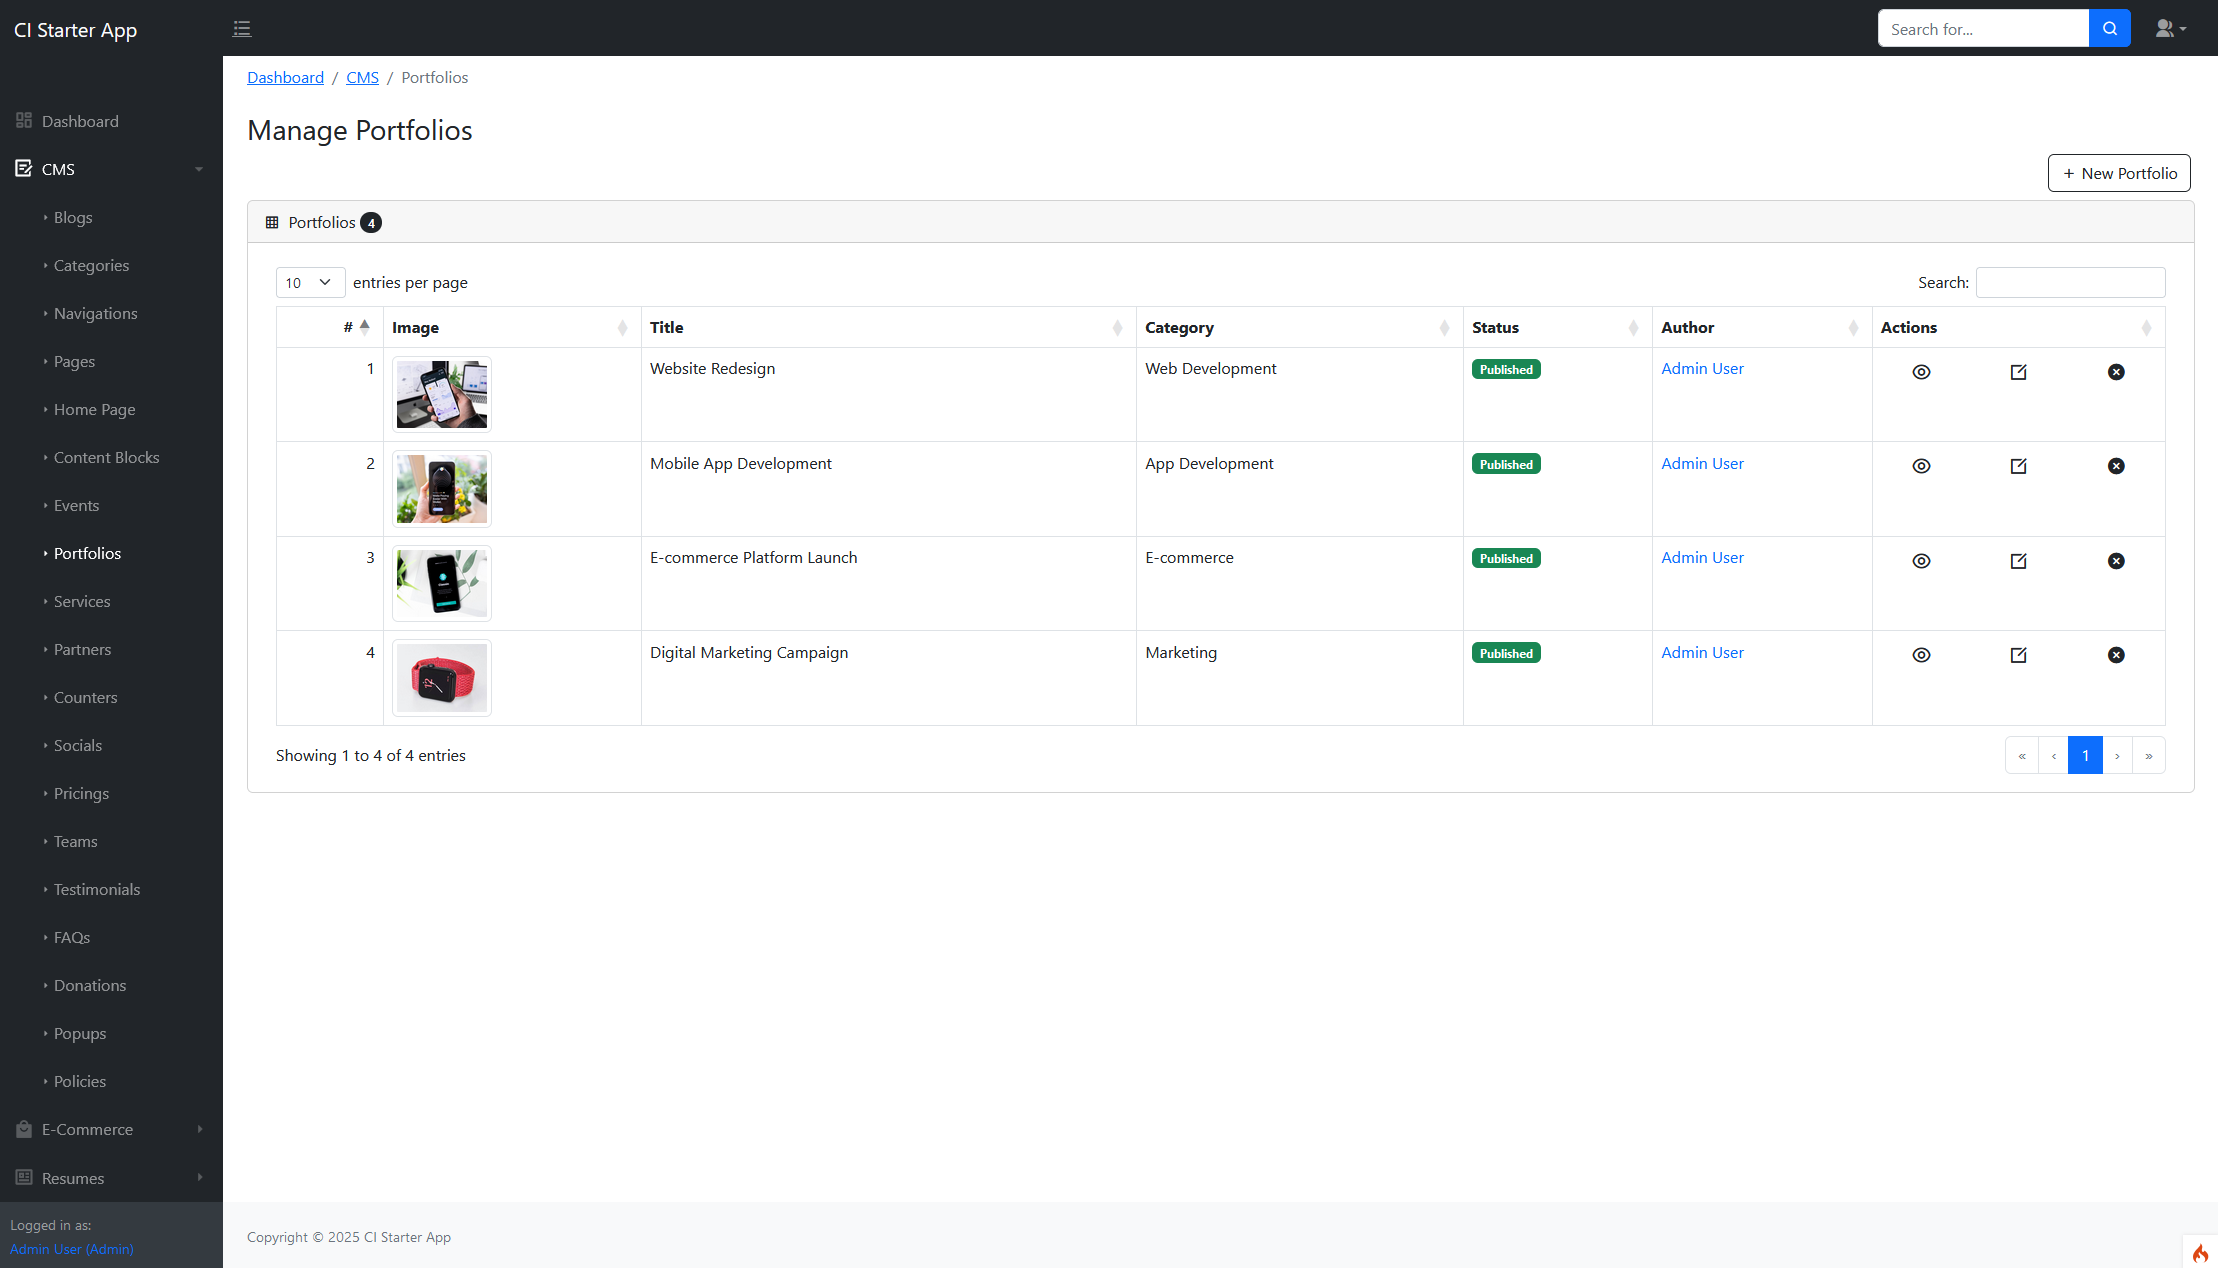 CI Starter App
Search for...
Dashboard
CMS
Blogs
Categories
Navigations
Pages
Home Page
Content Blocks
Events
Portfolios
Services
Partners
Counters
Socials
Pricings
Teams
Testimonials
FAQs
Donations
Popups
Policies
E-Commerce
Resumes
Logged in as:
Admin User (Admin)
Dashboard / CMS / Portfolios
Manage Portfolios
+ New Portfolio
Portfolios 4
10 entries per page Search:
# Image Title Category Status Author Actions
1 Website Redesign Web Development Published Admin User
2 Mobile App Development App Development Published Admin User
3 E-commerce Platform Launch E-commerce Published Admin User
4 Digital Marketing Campaign Marketing Published Admin User
Showing 1 to 4 of 4 entries « ‹ 1 › »
Copyright © 2025 CI Starter App